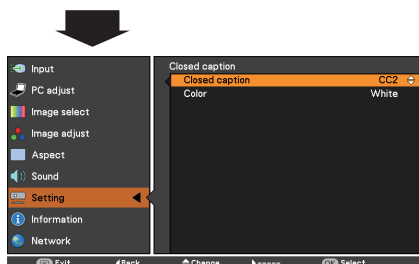 Closed caption
Input
Closed caption CC2
PC adjust
Color White
Image select
Image adjust
Aspect
Sound
Setting
Information
Network
Exit Back Change ----- OK Select